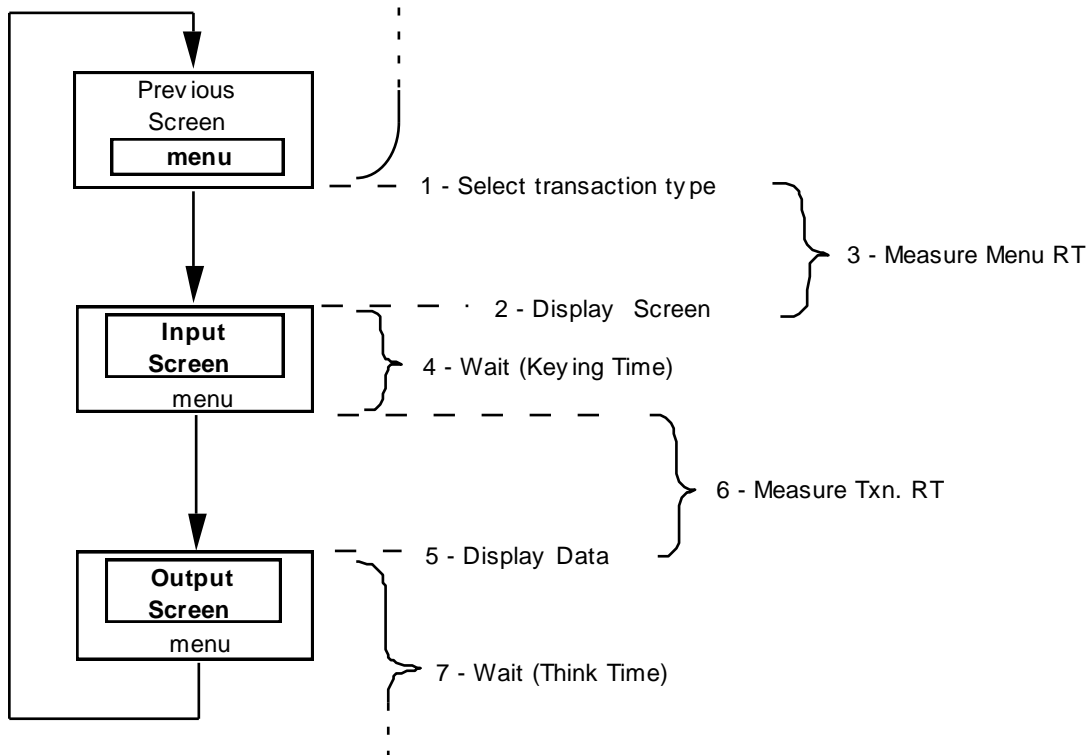 Previous
Screen
menu
1 - Select transaction type
3 - Measure Menu RT
2 - Display Screen
Input
Screen
menu
4 - Wait (Keying Time)
6 - Measure Txn. RT
5 - Display Data
Output
Screen
menu
7 - Wait (Think Time)